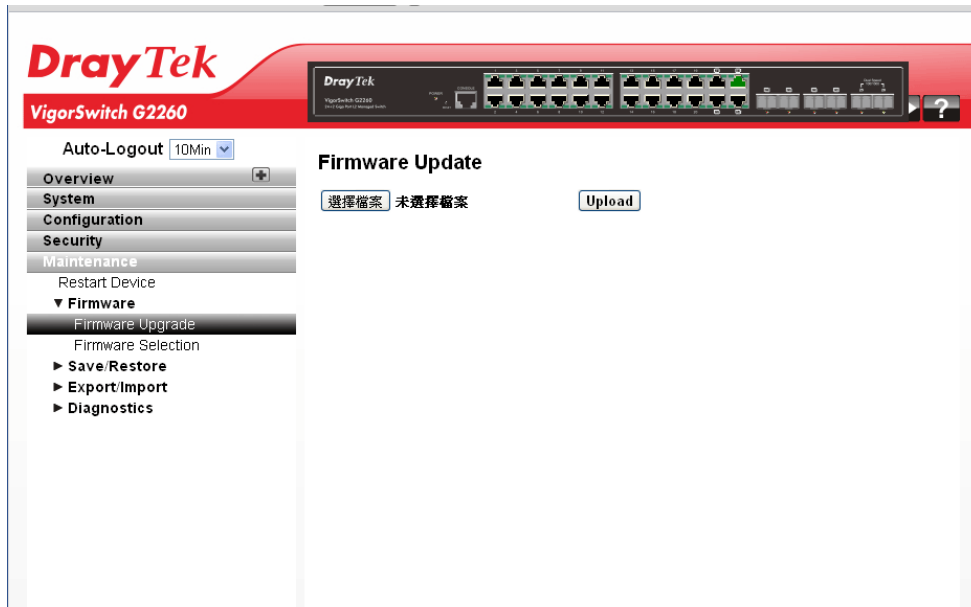 DrayTek
VigorSwitch G2260
DrayTek
VigorSwitch G2260
POWER
CONSOLE
Auto-Logout 10Min
Overview
System
Configuration
Security
Maintenance
Restart Device
▼ Firmware
Firmware Upgrade
Firmware Selection
▶ Save/Restore
▶ Export/Import
▶ Diagnostics
?
Firmware Update
選擇檔案 未選擇檔案 Upload